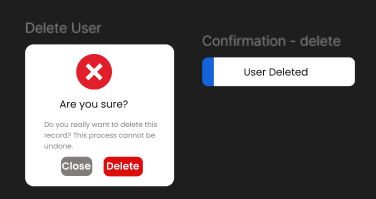 Delete User
Are you sure?
Do you really want to delete this
record? This process cannot be
undone.
Close Delete
Confirmation - delete
User Deleted